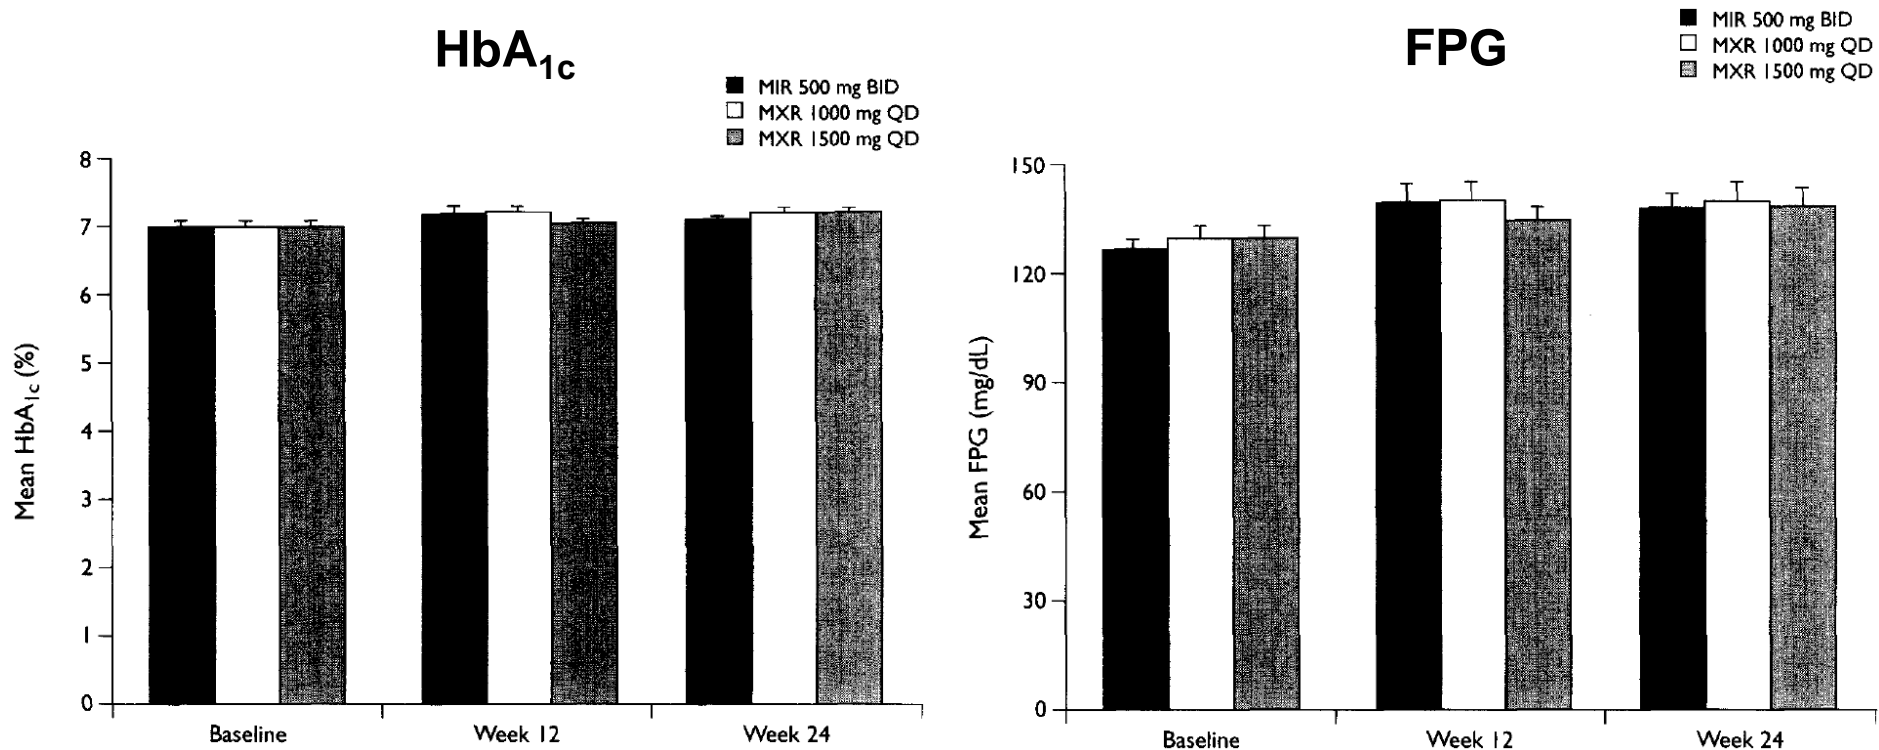 HbA1c
MIR 500 mg BID
MXR 1000 mg QD
MXR 1500 mg QD
8
7
6
5
4
3
2
1
0
Mean HbA1c (%)
Baseline
Week 12
Week 24
FPG
MIR 500 mg BID
MXR 1000 mg QD
MXR 1500 mg QD
150
120
90
60
30
0
Mean FPG (mg/dL)
Baseline
Week 12
Week 24